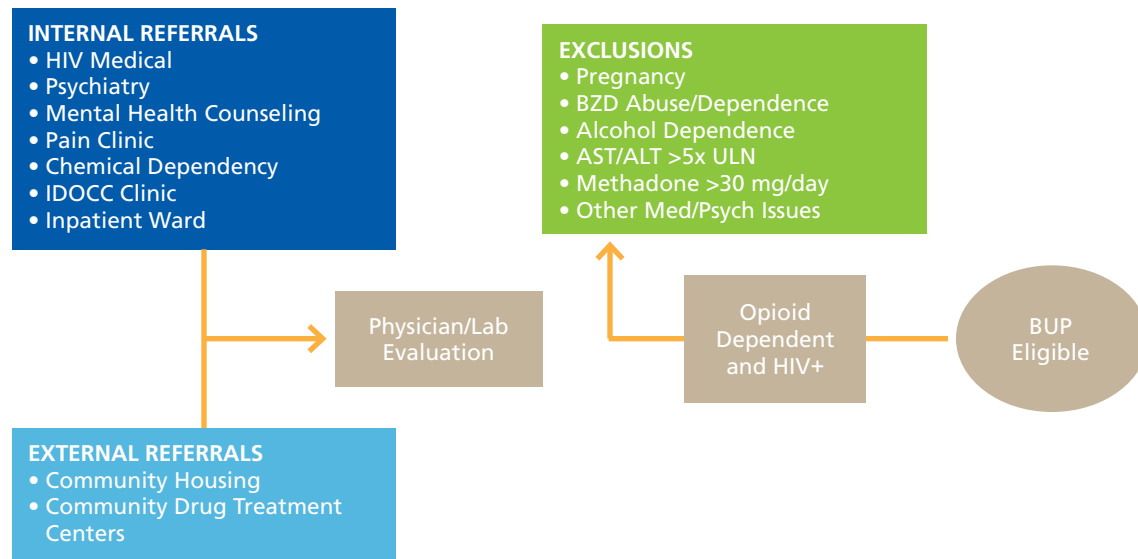 INTERNAL REFERRALS
• HIV Medical
• Psychiatry
• Mental Health Counseling
• Pain Clinic
• Chemical Dependency
• IDOCC Clinic
• Inpatient Ward
EXCLUSIONS
• Pregnancy
• BZD Abuse/Dependence
• Alcohol Dependence
• AST/ALT >5x ULN
• Methadone >30 mg/day
• Other Med/Psych Issues
Physician/Lab
Evaluation
Opioid
Dependent
and HIV+
BUP
Eligible
EXTERNAL REFERRALS
• Community Housing
• Community Drug Treatment
Centers